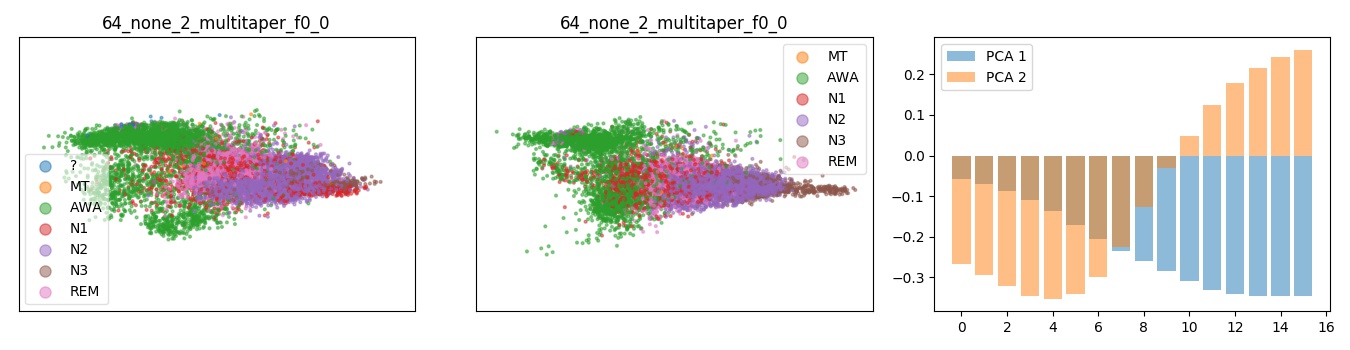 64_none_2_multitaper_f0_0
?
MT
AWA
N1
N2
N3
REM
64_none_2_multitaper_f0_0
MT
AWA
N1
N2
N3
REM
PCA 1
PCA 2
0.2
0.1
0.0
−0.1
−0.2
−0.3
0 2 4 6 8 10 12 14 16